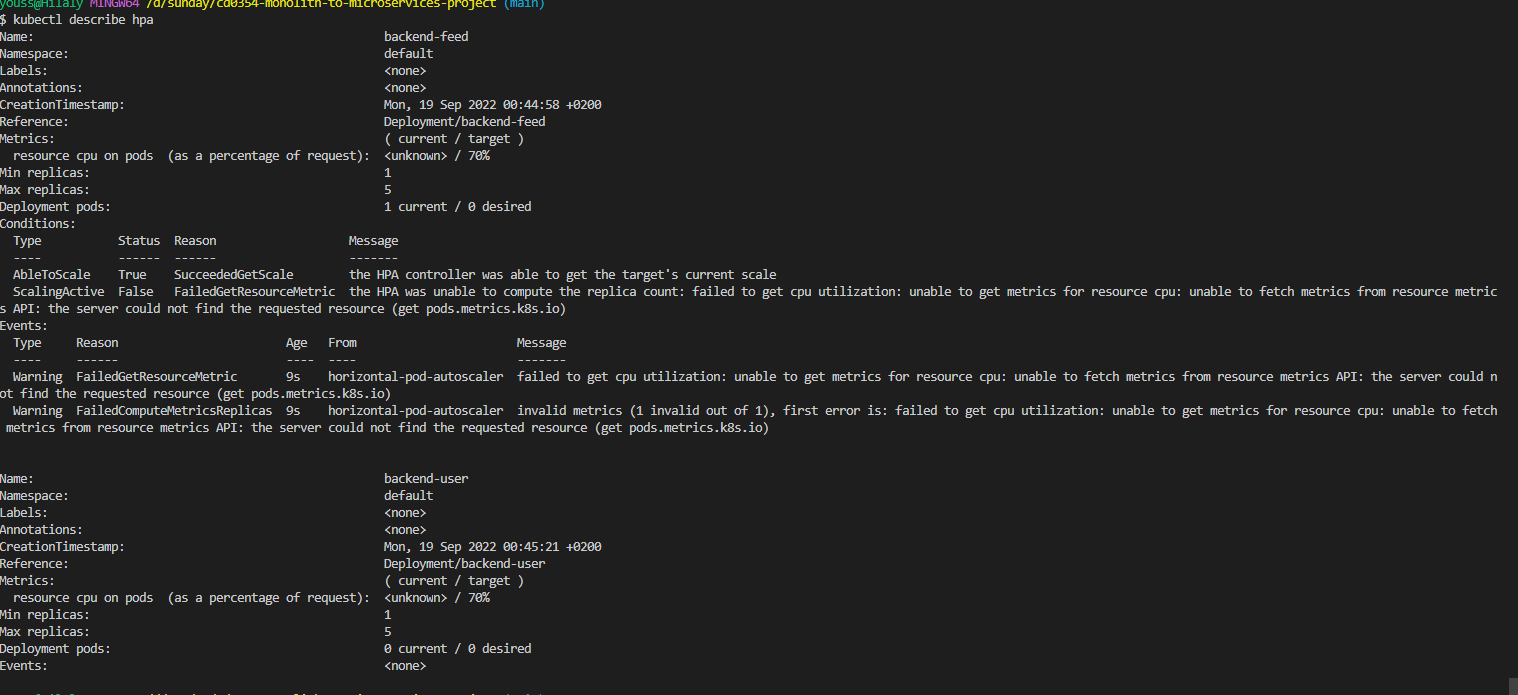 youss@Hilaly MINGW64 /d/sunday/cd0354-monolith-to-microservices-project (main)
$ kubectl describe hpa
Name: backend-feed
Namespace: default
Labels: <none>
Annotations: <none>
CreationTimestamp: Mon, 19 Sep 2022 00:44:58 +0200
Reference: Deployment/backend-feed
Metrics: ( current / target )
resource cpu on pods (as a percentage of request): <unknown> / 70%
Min replicas: 1
Max replicas: 5
Deployment pods: 1 current / 0 desired
Conditions:
Type Status Reason Message
---- ------ ------ -------
AbleToScale True SucceededGetScale the HPA controller was able to get the target's current scale
ScalingActive False FailedGetResourceMetric the HPA was unable to compute the replica count: failed to get cpu utilization: unable to get metrics for resource cpu: unable to fetch metrics from resource metric
s API: the server could not find the requested resource (get pods.metrics.k8s.io)
Events:
Type Reason Age From Message
---- ------ ---- ---- -------
Warning FailedGetResourceMetric 9s horizontal-pod-autoscaler failed to get cpu utilization: unable to get metrics for resource cpu: unable to fetch metrics from resource metrics API: the server could n
ot find the requested resource (get pods.metrics.k8s.io)
Warning FailedComputeMetricsReplicas 9s horizontal-pod-autoscaler invalid metrics (1 invalid out of 1), first error is: failed to get cpu utilization: unable to get metrics for resource cpu: unable to fetch
metrics from resource metrics API: the server could not find the requested resource (get pods.metrics.k8s.io)
Name: backend-user
Namespace: default
Labels: <none>
Annotations: <none>
CreationTimestamp: Mon, 19 Sep 2022 00:45:21 +0200
Reference: Deployment/backend-user
Metrics: ( current / target )
resource cpu on pods (as a percentage of request): <unknown> / 70%
Min replicas: 1
Max replicas: 5
Deployment pods: 0 current / 0 desired
Events: <none>